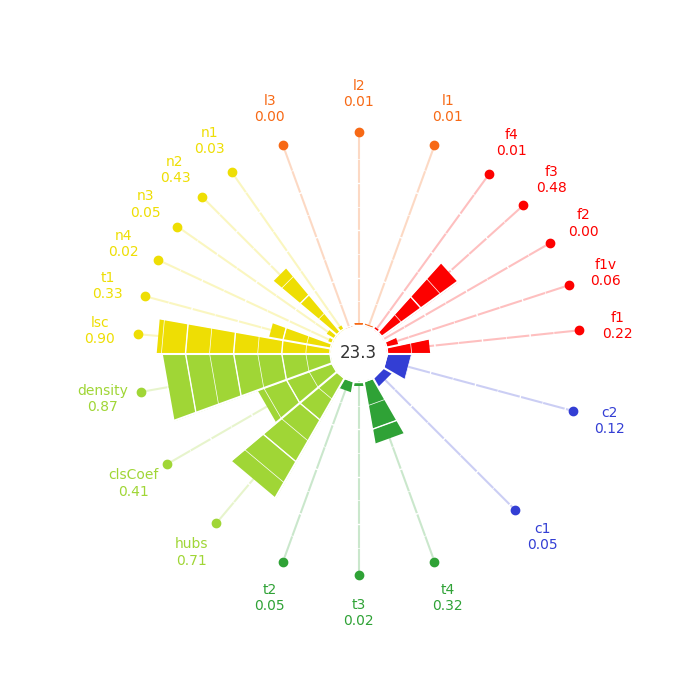 l2
0.01
l3
0.00
l1
0.01
n1
0.03
f4
0.01
n2
0.43
f3
0.48
n3
0.05
f2
0.00
n4
0.02
f1v
0.06
t1
0.33
f1
0.22
lsc
0.90
23.3
density
0.87
c2
0.12
clsCoef
0.41
c1
0.05
hubs
0.71
t2
0.05
t3
0.02
t4
0.32